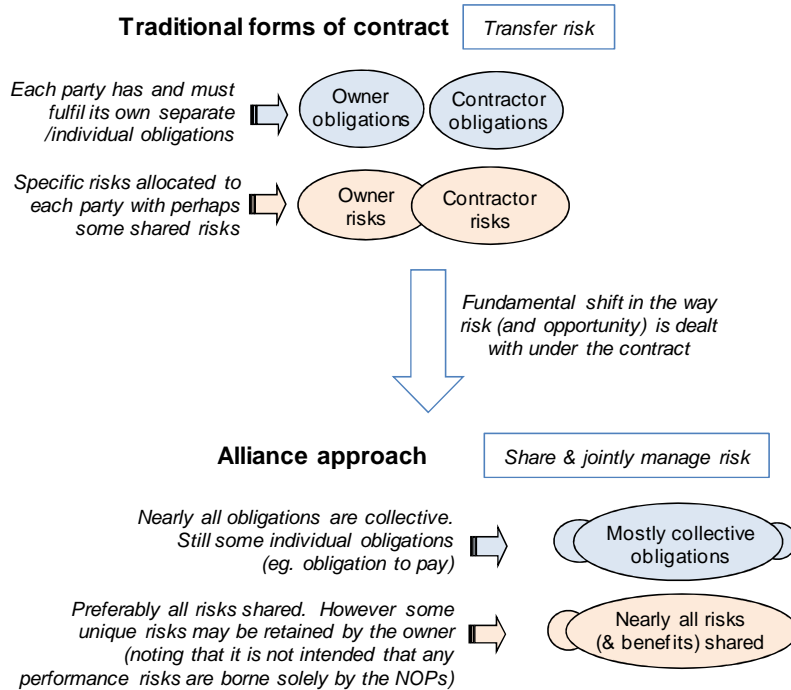 Traditional forms of contract
Transfer risk
Each party has and must
fulfil its own separate
/individual obligations
Owner
obligations
Contractor
obligations
Specific risks allocated to
each party with perhaps
some shared risks
Owner
risks
Contractor
risks
Fundamental shift in the way
risk (and opportunity) is dealt
with under the contract
Alliance approach
Share & jointly manage risk
Nearly all obligations are collective.
Still some individual obligations
(eg. obligation to pay)
Mostly collective
obligations
Preferably all risks shared. However some
unique risks may be retained by the owner
(noting that it is not intended that any
performance risks are borne solely by the NOPs)
Nearly all risks
(& benefits) shared